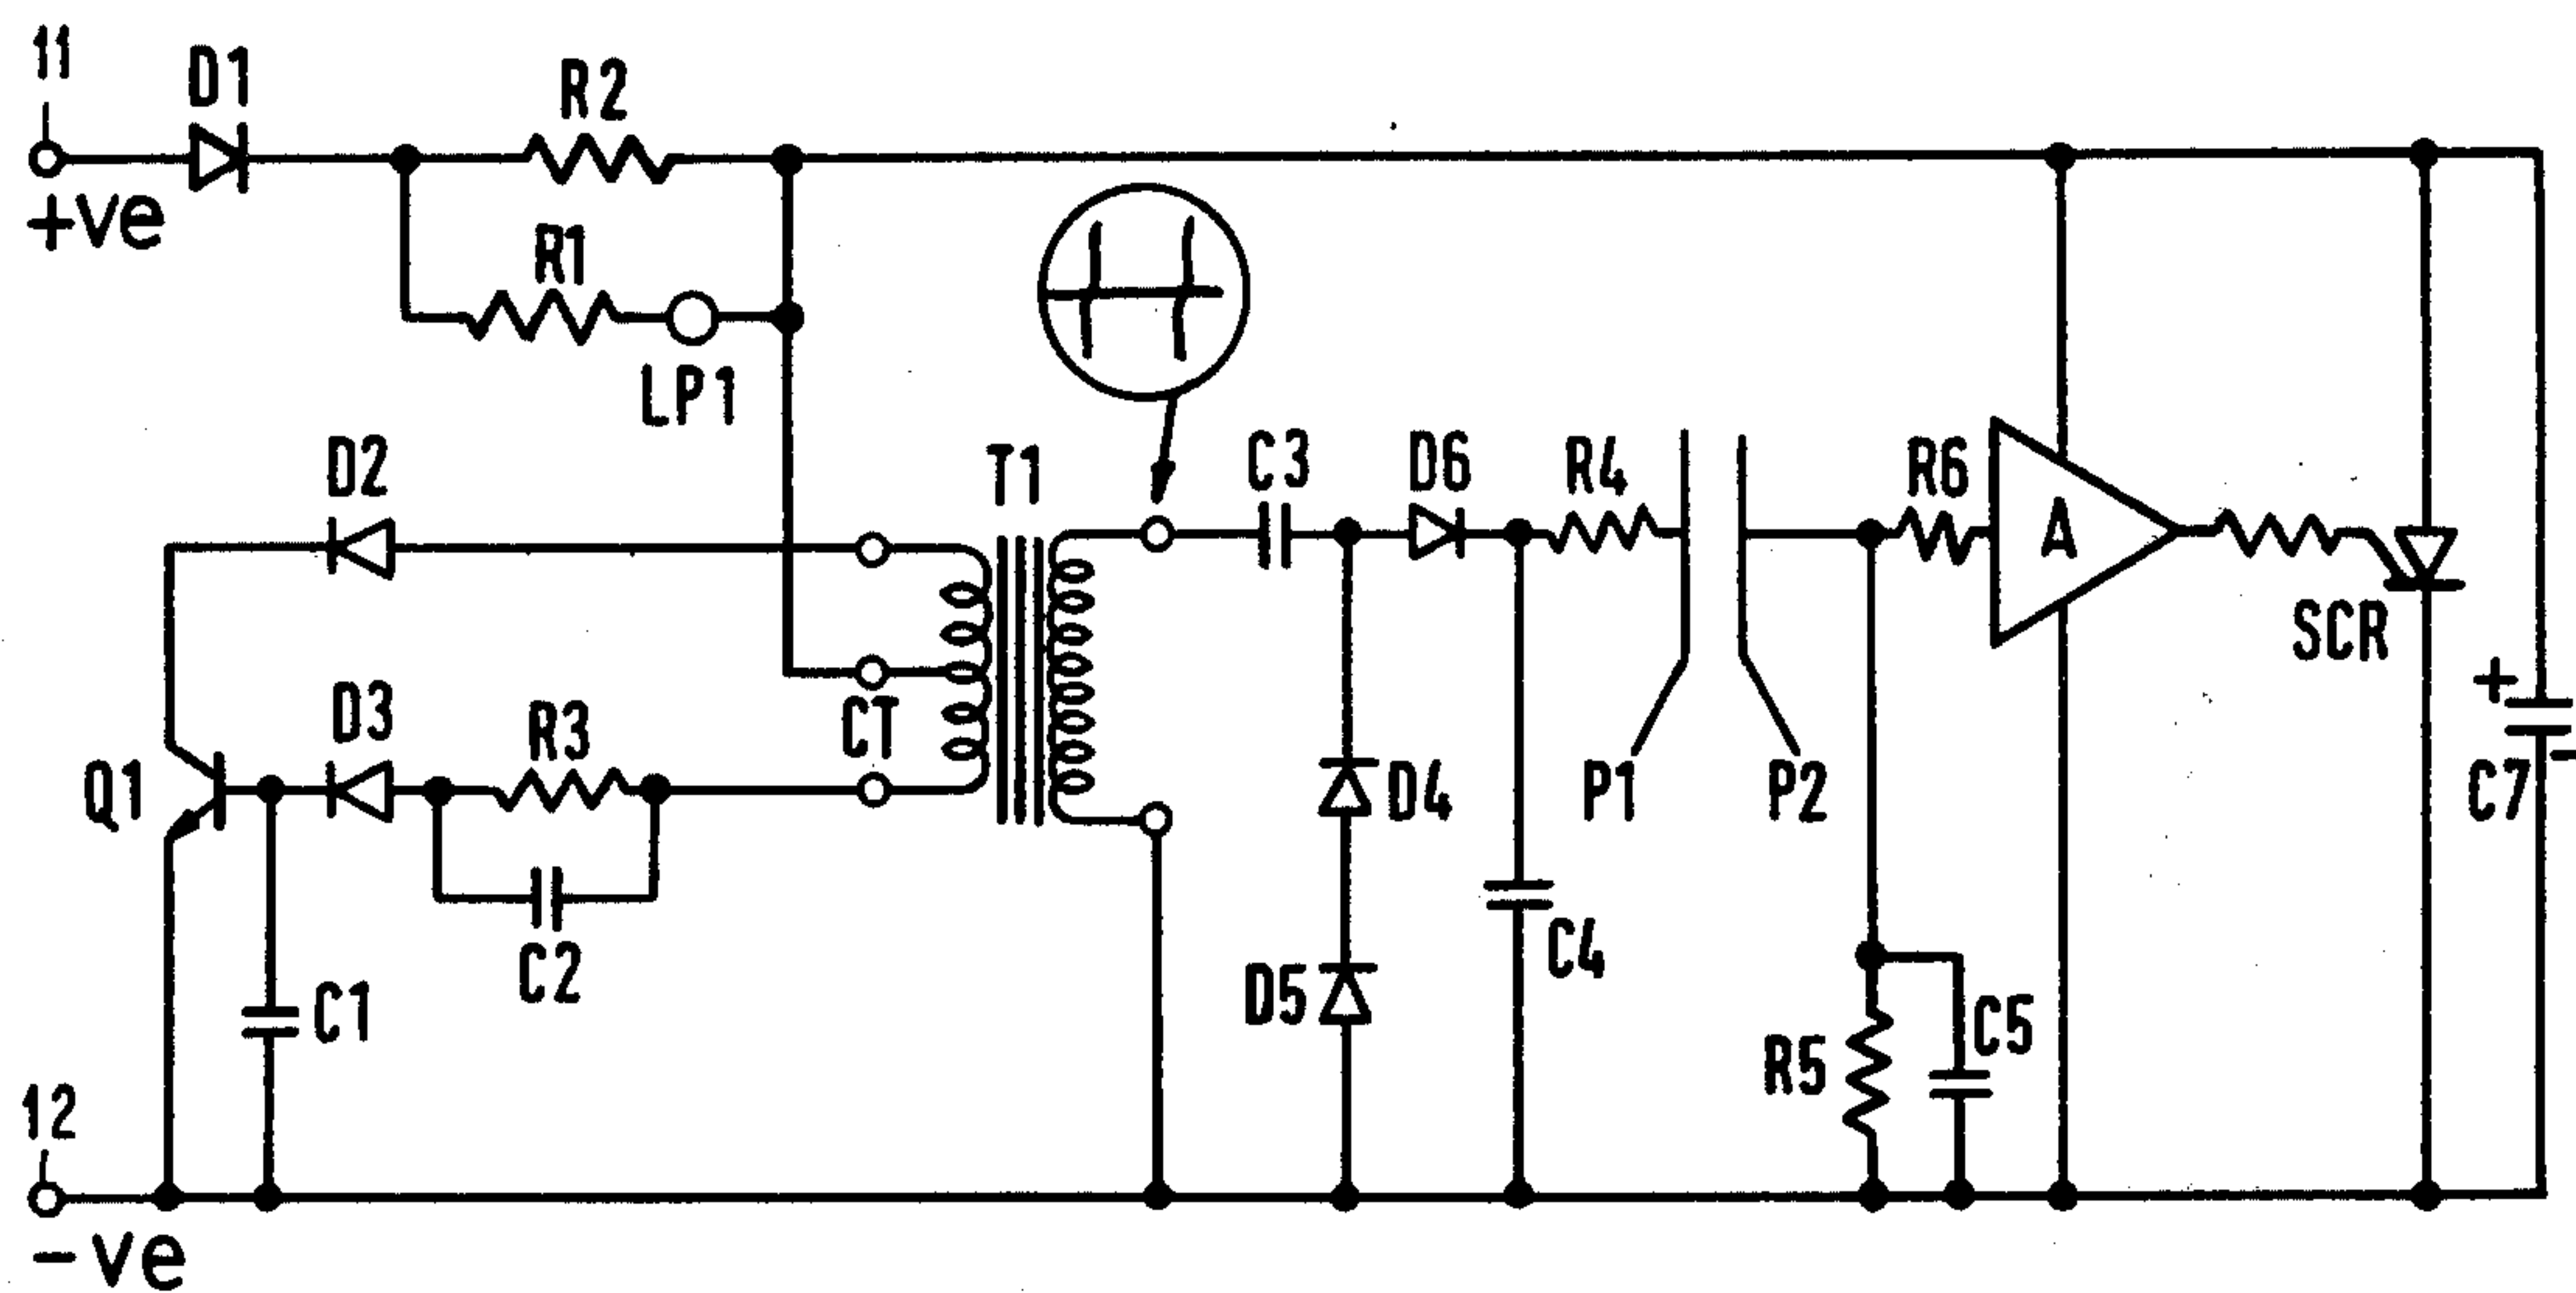 11
D1
R2
+ve
R1
LP1
D2
T1
C3
D6
R4
R6
A
SCR
D3
R3
CT
Q1
D4
P1
P2
+
-
C7
C2
C4
C1
D5
R5
C5
12
-ve